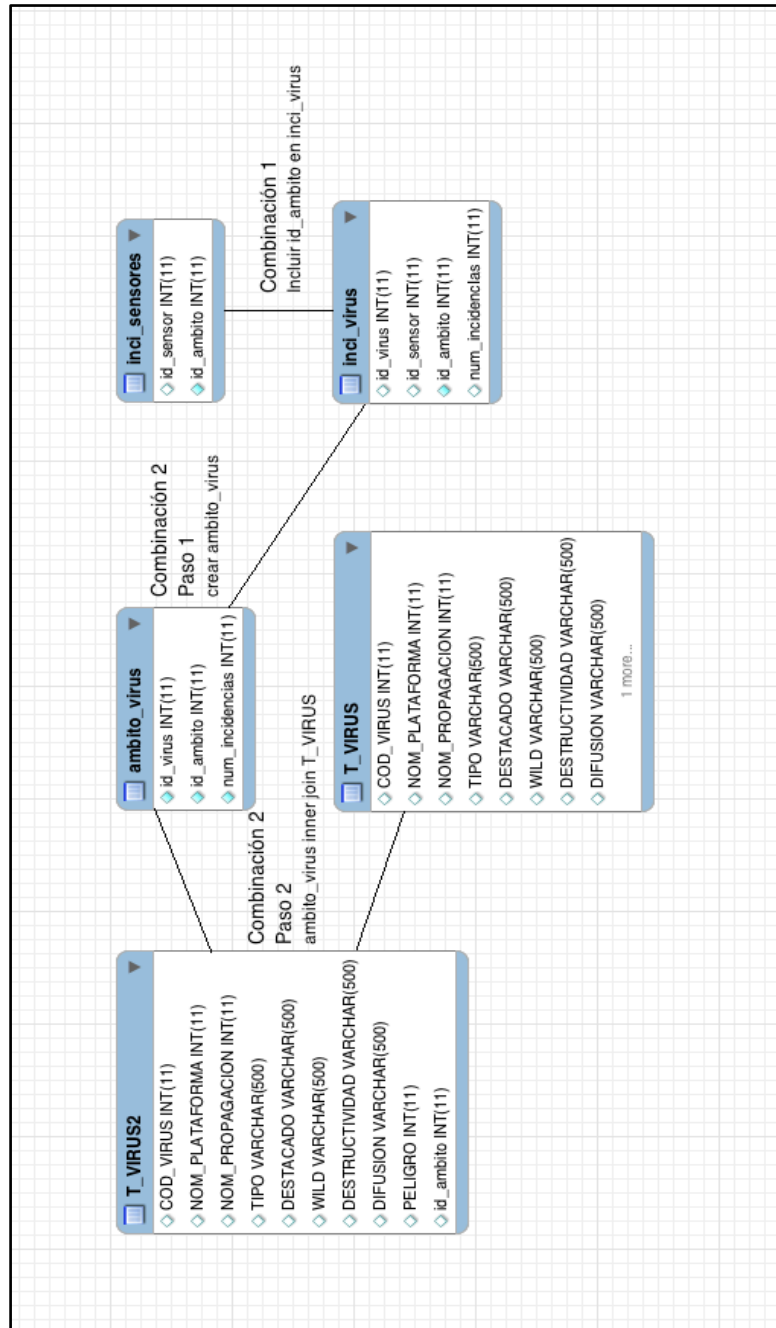 T_VIRUS2
COD_VIRUS INT(11)
NOM_PLATAFORMA INT(11)
NOM_PROPAGACION INT(11)
TIPO VARCHAR(500)
DESTACADO VARCHAR(500)
WILD VARCHAR(500)
DESTRUCTIVIDAD VARCHAR(500)
DIFUSION VARCHAR(500)
PELIGRO INT(11)
id_ambito INT(11)
Combinación 2
Paso 2
ambito_virus inner join T_VIRUS
ambito_virus
id_virus INT(11)
id_ambito INT(11)
num_incidencias INT(11)
T_VIRUS
COD_VIRUS INT(11)
NOM_PLATAFORMA INT(11)
NOM_PROPAGACION INT(11)
TIPO VARCHAR(500)
DESTACADO VARCHAR(500)
WILD VARCHAR(500)
DESTRUCTIVIDAD VARCHAR(500)
DIFUSION VARCHAR(500)
1 more...
Combinación 2
Paso 1
crear ambito_virus
inci_sensores
id_sensor INT(11)
id_ambito INT(11)
Combinación 1
Incluir id_ambito en inci_virus
inci_virus
id_virus INT(11)
id_sensor INT(11)
id_ambito INT(11)
num_incidencias INT(11)